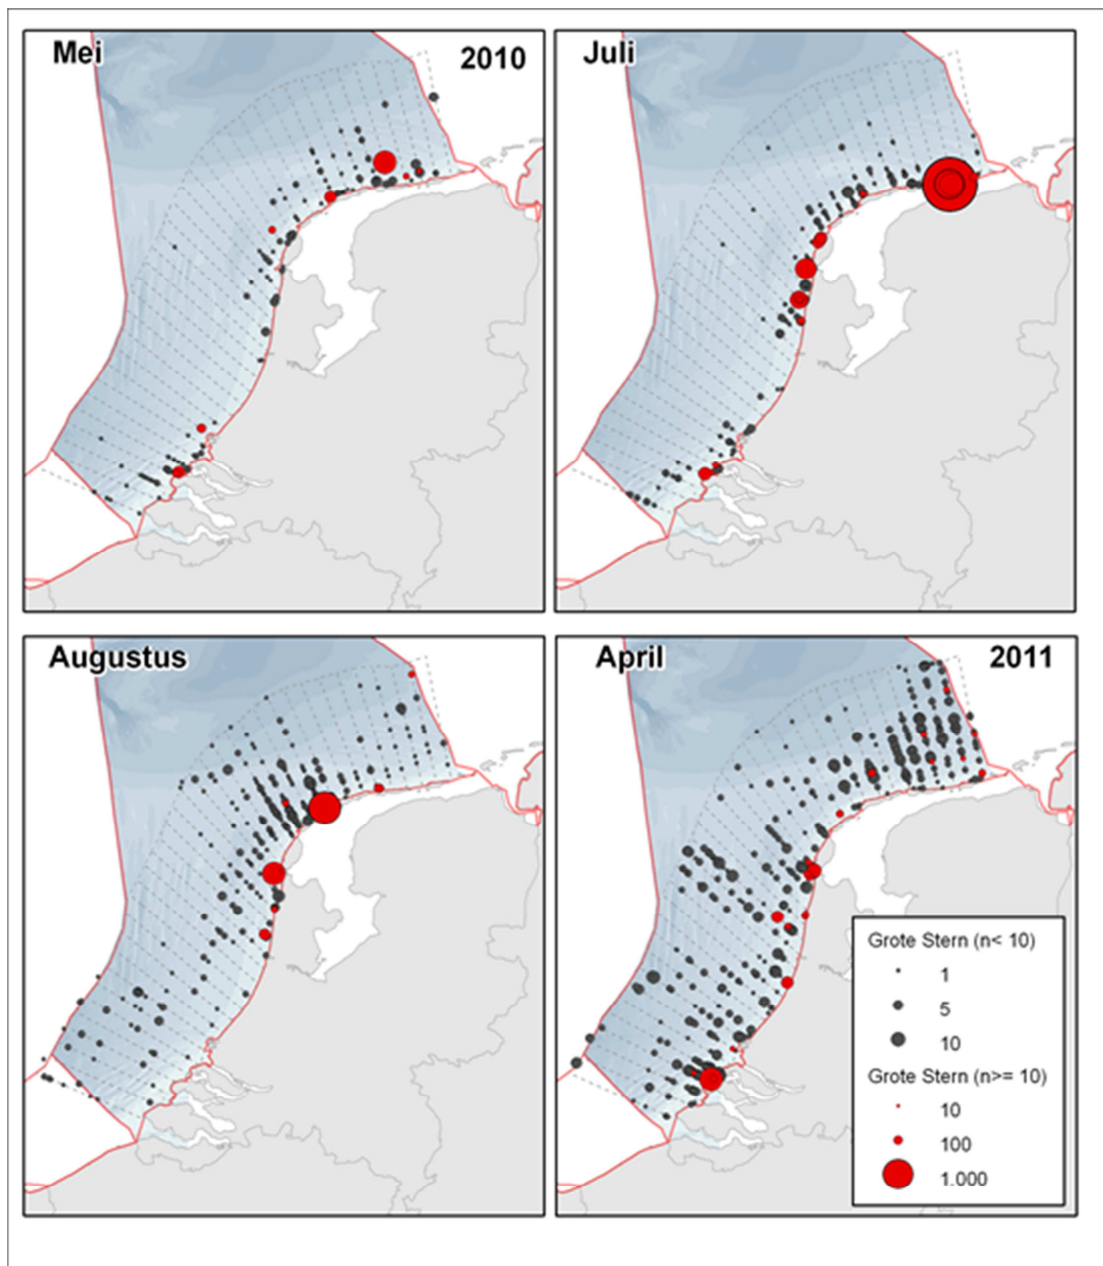 Mei
2010
Juli
Augustus
April
2011
Grote Stern (n< 10)
1
5
10
Grote Stern (n>= 10)
10
100
1.000